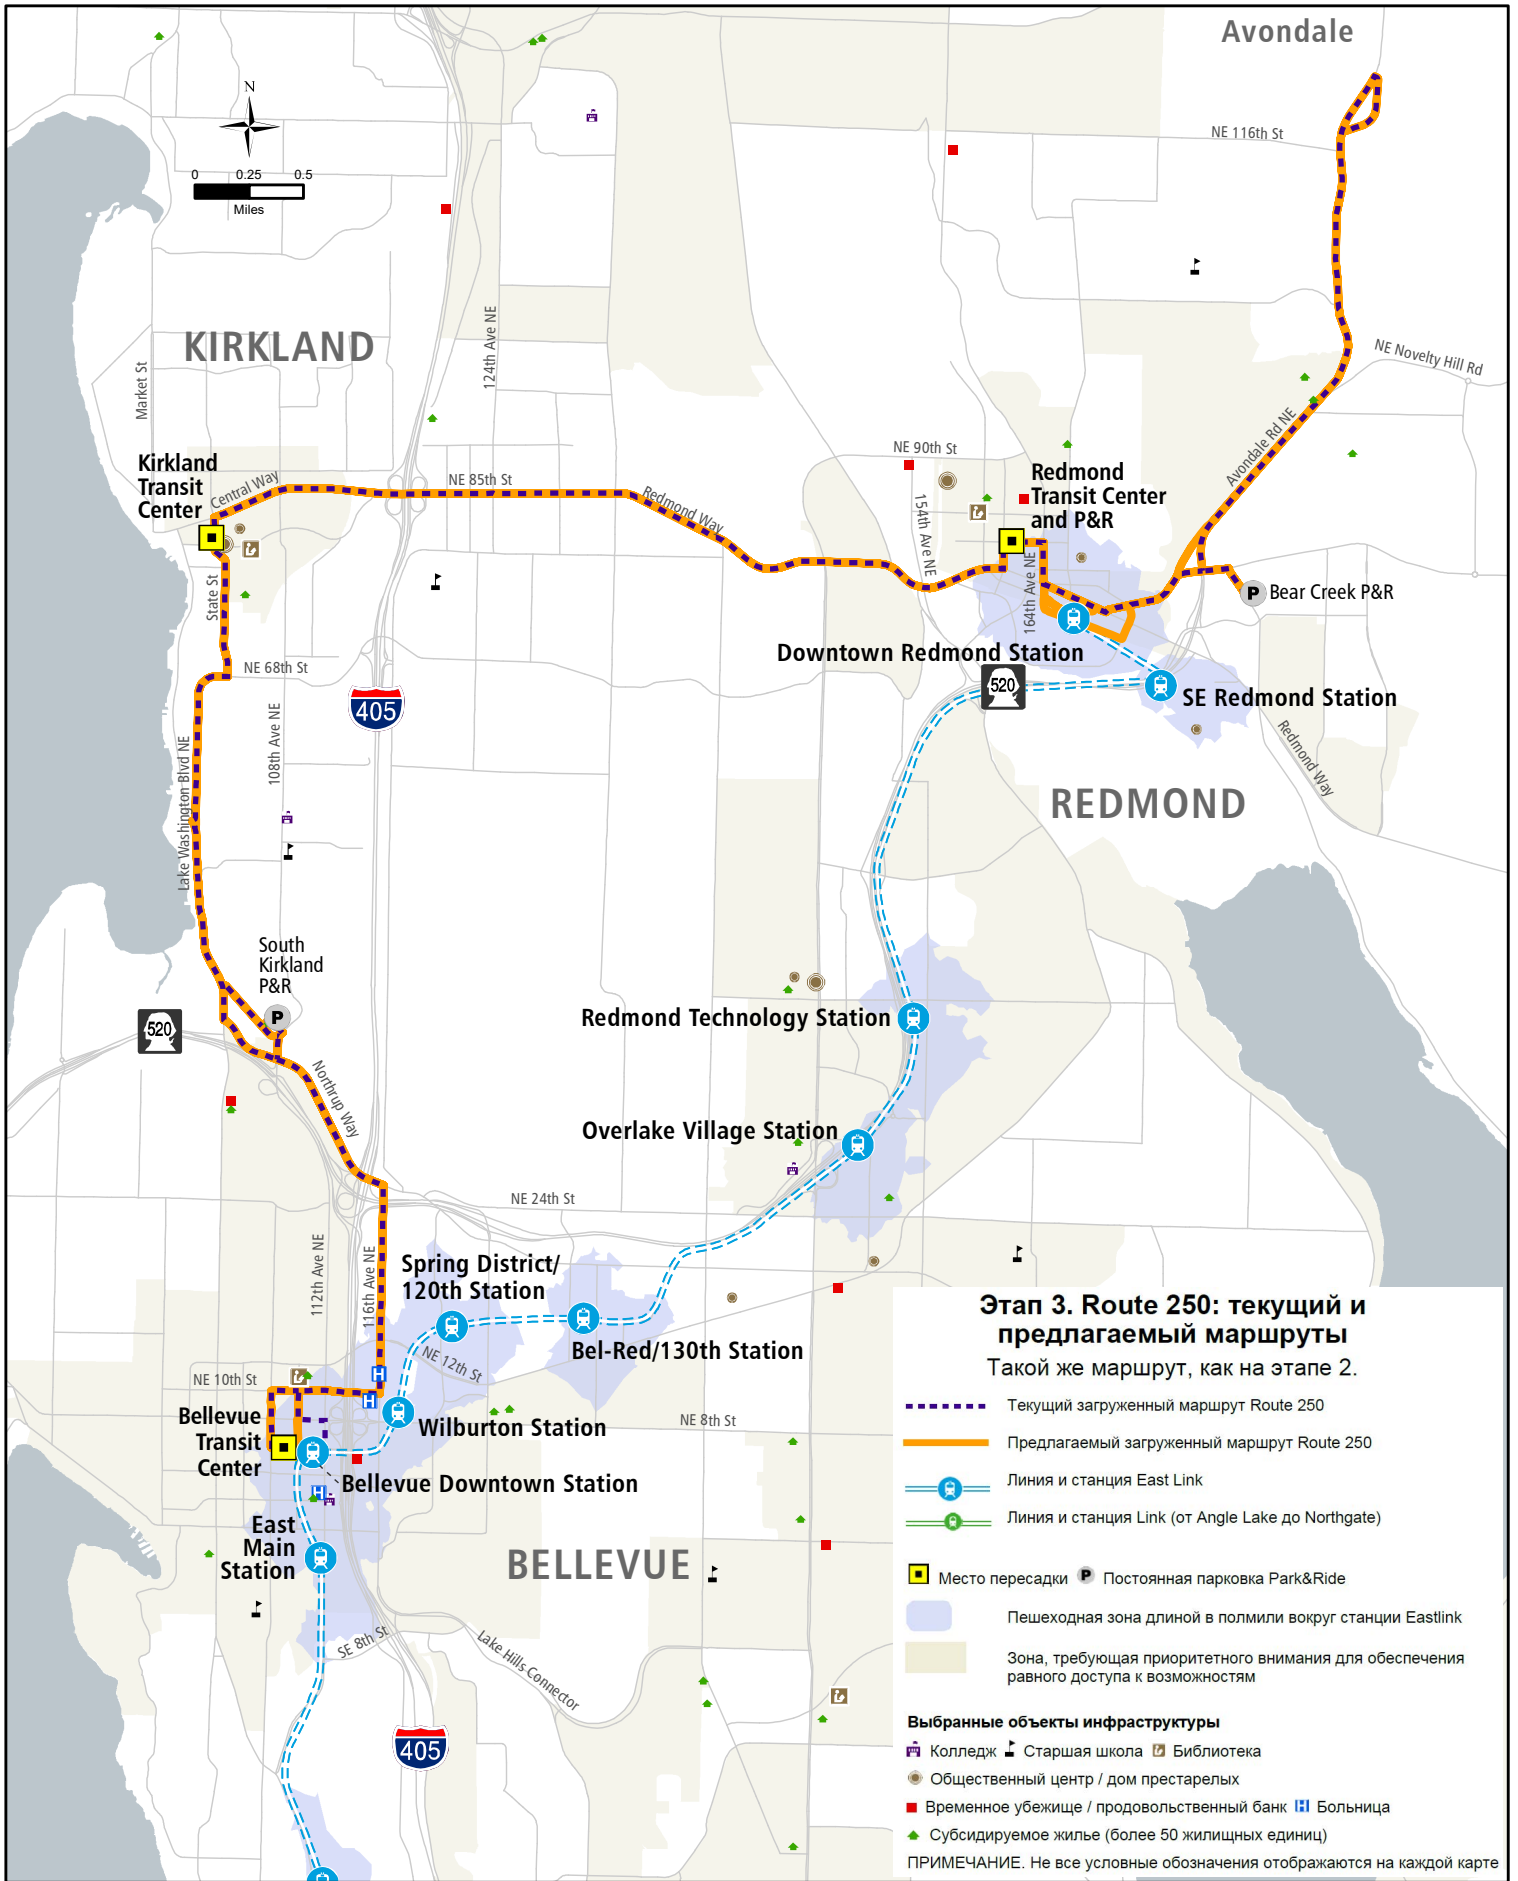 Avondale
N
0 0.25 0.5
Miles
NE 116th St
KIRKLAND
Market St
124th Ave NE
NE Novelty Hill Rd
Avondale Rd NE
Kirkland
Transit
Center
Central Way
NE 85th St
Redmond Way
NE 90th St
154th Ave NE
Redmond
Transit Center
and P&R
164th Ave NE
P
Bear Creek P&R
State St
NE 68th St
405
108th Ave NE
Lake Washington Blvd NE
Downtown Redmond Station
520
SE Redmond Station
Redmond Way
REDMOND
South
Kirkland
P&R
P
520
Northrup Way
Redmond Technology Station
Overlake Village Station
NE 24th St
112th Ave NE
116th Ave NE
Spring District/
120th Station
NE 12th St
Bel-Red/130th Station
H
H
NE 10th St
Bellevue
Transit
Center
Wilburton Station
NE 8th St
Bellevue Downtown Station
H
East
Main
Station
BELLEVUE
SE 8th St
Lake Hills Connector
405
Этап 3. Route 250: текущий и
предлагаемый маршруты
Такой же маршрут, как на этапе 2.
Текущий загруженный маршрут Route 250
Предлагаемый загруженный маршрут Route 250
Линия и станция East Link
Линия и станция Link (от Angle Lake до Northgate)
Место пересадки P Постоянная парковка Park&Ride
Пешеходная зона длиной в полмили вокруг станции Eastlink
Зона, требующая приоритетного внимания для обеспечения
равного доступа к возможностям
Выбранные объекты инфраструктуры
Колледж Старшая школа Библиотека
Общественный центр / дом престарелых
Временное убежище / продовольственный банк H Больница
Субсидируемое жилье (более 50 жилищных единиц)
ПРИМЕЧАНИЕ. Не все условные обозначения отображаются на каждой карте